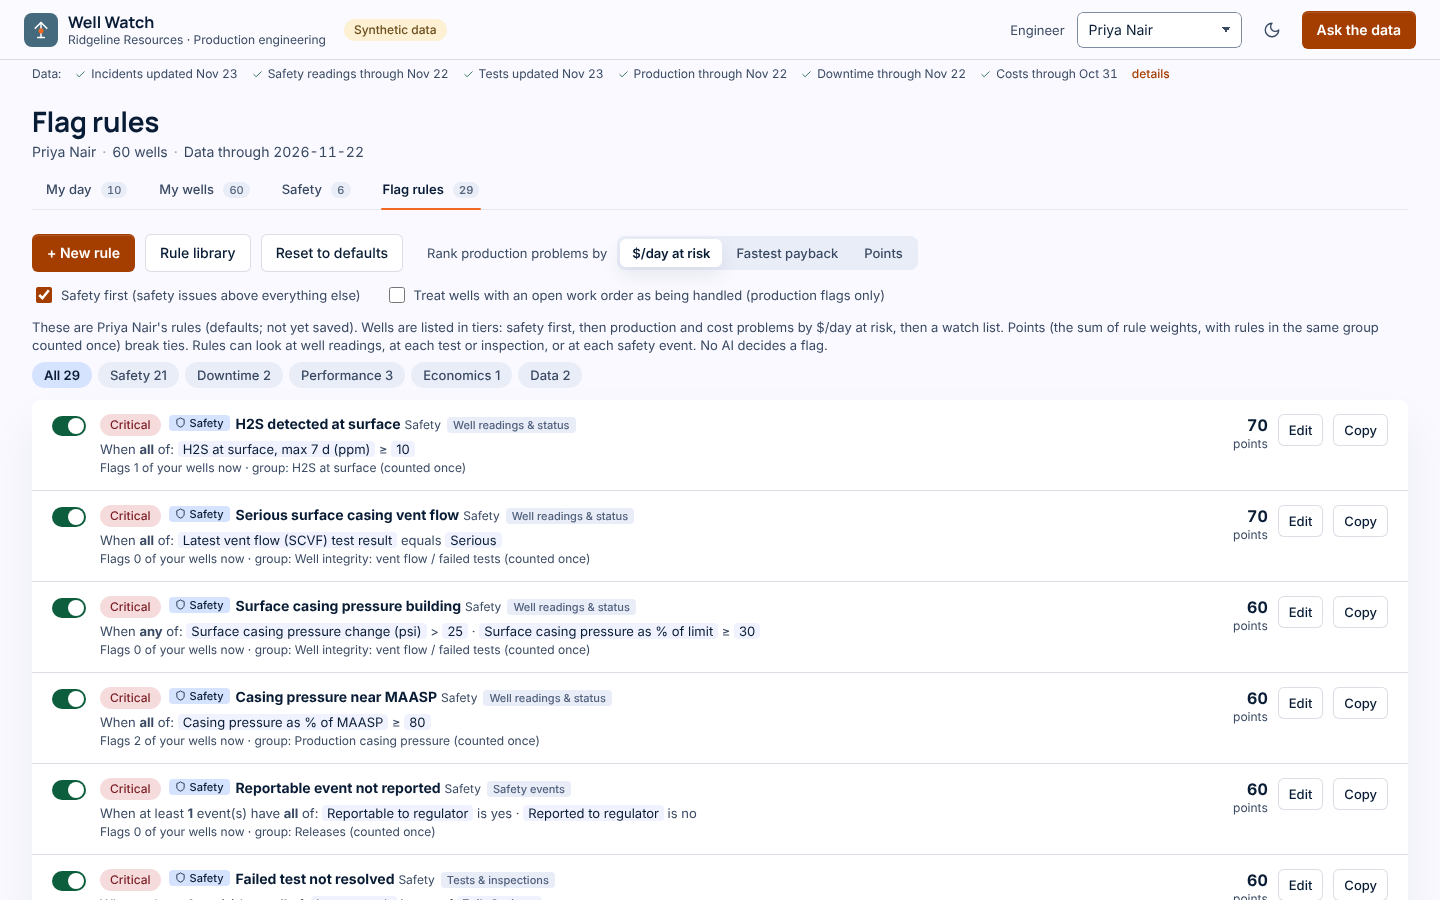 Well Watch
Ridgeline Resources · Production engineering
Synthetic data
Engineer
Priya Nair
Ask the data
Data: Incidents updated Nov 23 Safety readings through Nov 22 Tests updated Nov 23 Production through Nov 22 Downtime through Nov 22 Costs through Oct 31 details
Flag rules
Priya Nair · 60 wells · Data through 2026-11-22
My day 10 My wells 60 Safety 6 Flag rules 29
+ New rule Rule library Reset to defaults Rank production problems by $/day at risk Fastest payback Points
Safety first (safety issues above everything else) Treat wells with an open work order as being handled (production flags only)
These are Priya Nair's rules (defaults; not yet saved). Wells are listed in tiers: safety first, then production and cost problems by $/day at risk, then a watch list. Points (the sum of rule weights, with rules in the same group
counted once) break ties. Rules can look at well readings, at each test or inspection, or at each safety event. No AI decides a flag.
All 29 Safety 21 Downtime 2 Performance 3 Economics 1 Data 2
Critical Safety H2S detected at surface Safety Well readings & status
When all of: H2S at surface, max 7 d (ppm) ≥ 10
Flags 1 of your wells now · group: H2S at surface (counted once)
70 points Edit Copy
Critical Safety Serious surface casing vent flow Safety Well readings & status
When all of: Latest vent flow (SCVF) test result equals Serious
Flags 0 of your wells now · group: Well integrity: vent flow / failed tests (counted once)
70 points Edit Copy
Critical Safety Surface casing pressure building Safety Well readings & status
When any of: Surface casing pressure change (psi) > 25 · Surface casing pressure as % of limit ≥ 30
Flags 0 of your wells now · group: Well integrity: vent flow / failed tests (counted once)
60 points Edit Copy
Critical Safety Casing pressure near MAASP Safety Well readings & status
When all of: Casing pressure as % of MAASP ≥ 80
Flags 2 of your wells now · group: Production casing pressure (counted once)
60 points Edit Copy
Critical Safety Reportable event not reported Safety Safety events
When at least 1 event(s) have all of: Reportable to regulator is yes · Reported to regulator is no
Flags 0 of your wells now · group: Releases (counted once)
60 points Edit Copy
Critical Safety Failed test not resolved Safety Tests & inspections
60 points Edit Copy